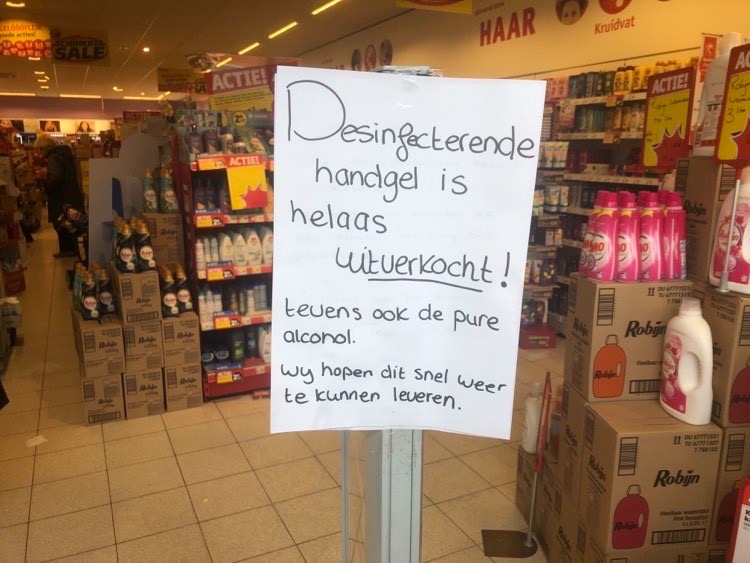 Desinfecterende
handgel is
helaas
uitverkocht!
tevens ook de pure
alcohol.
wij hopen dit snel weer
te kunnen leveren.
HAAR
Kruidvat
ACTIE!
SALE
ACTIE!
ACTIE!
Robijn
Robijn
Robijn
Robijn